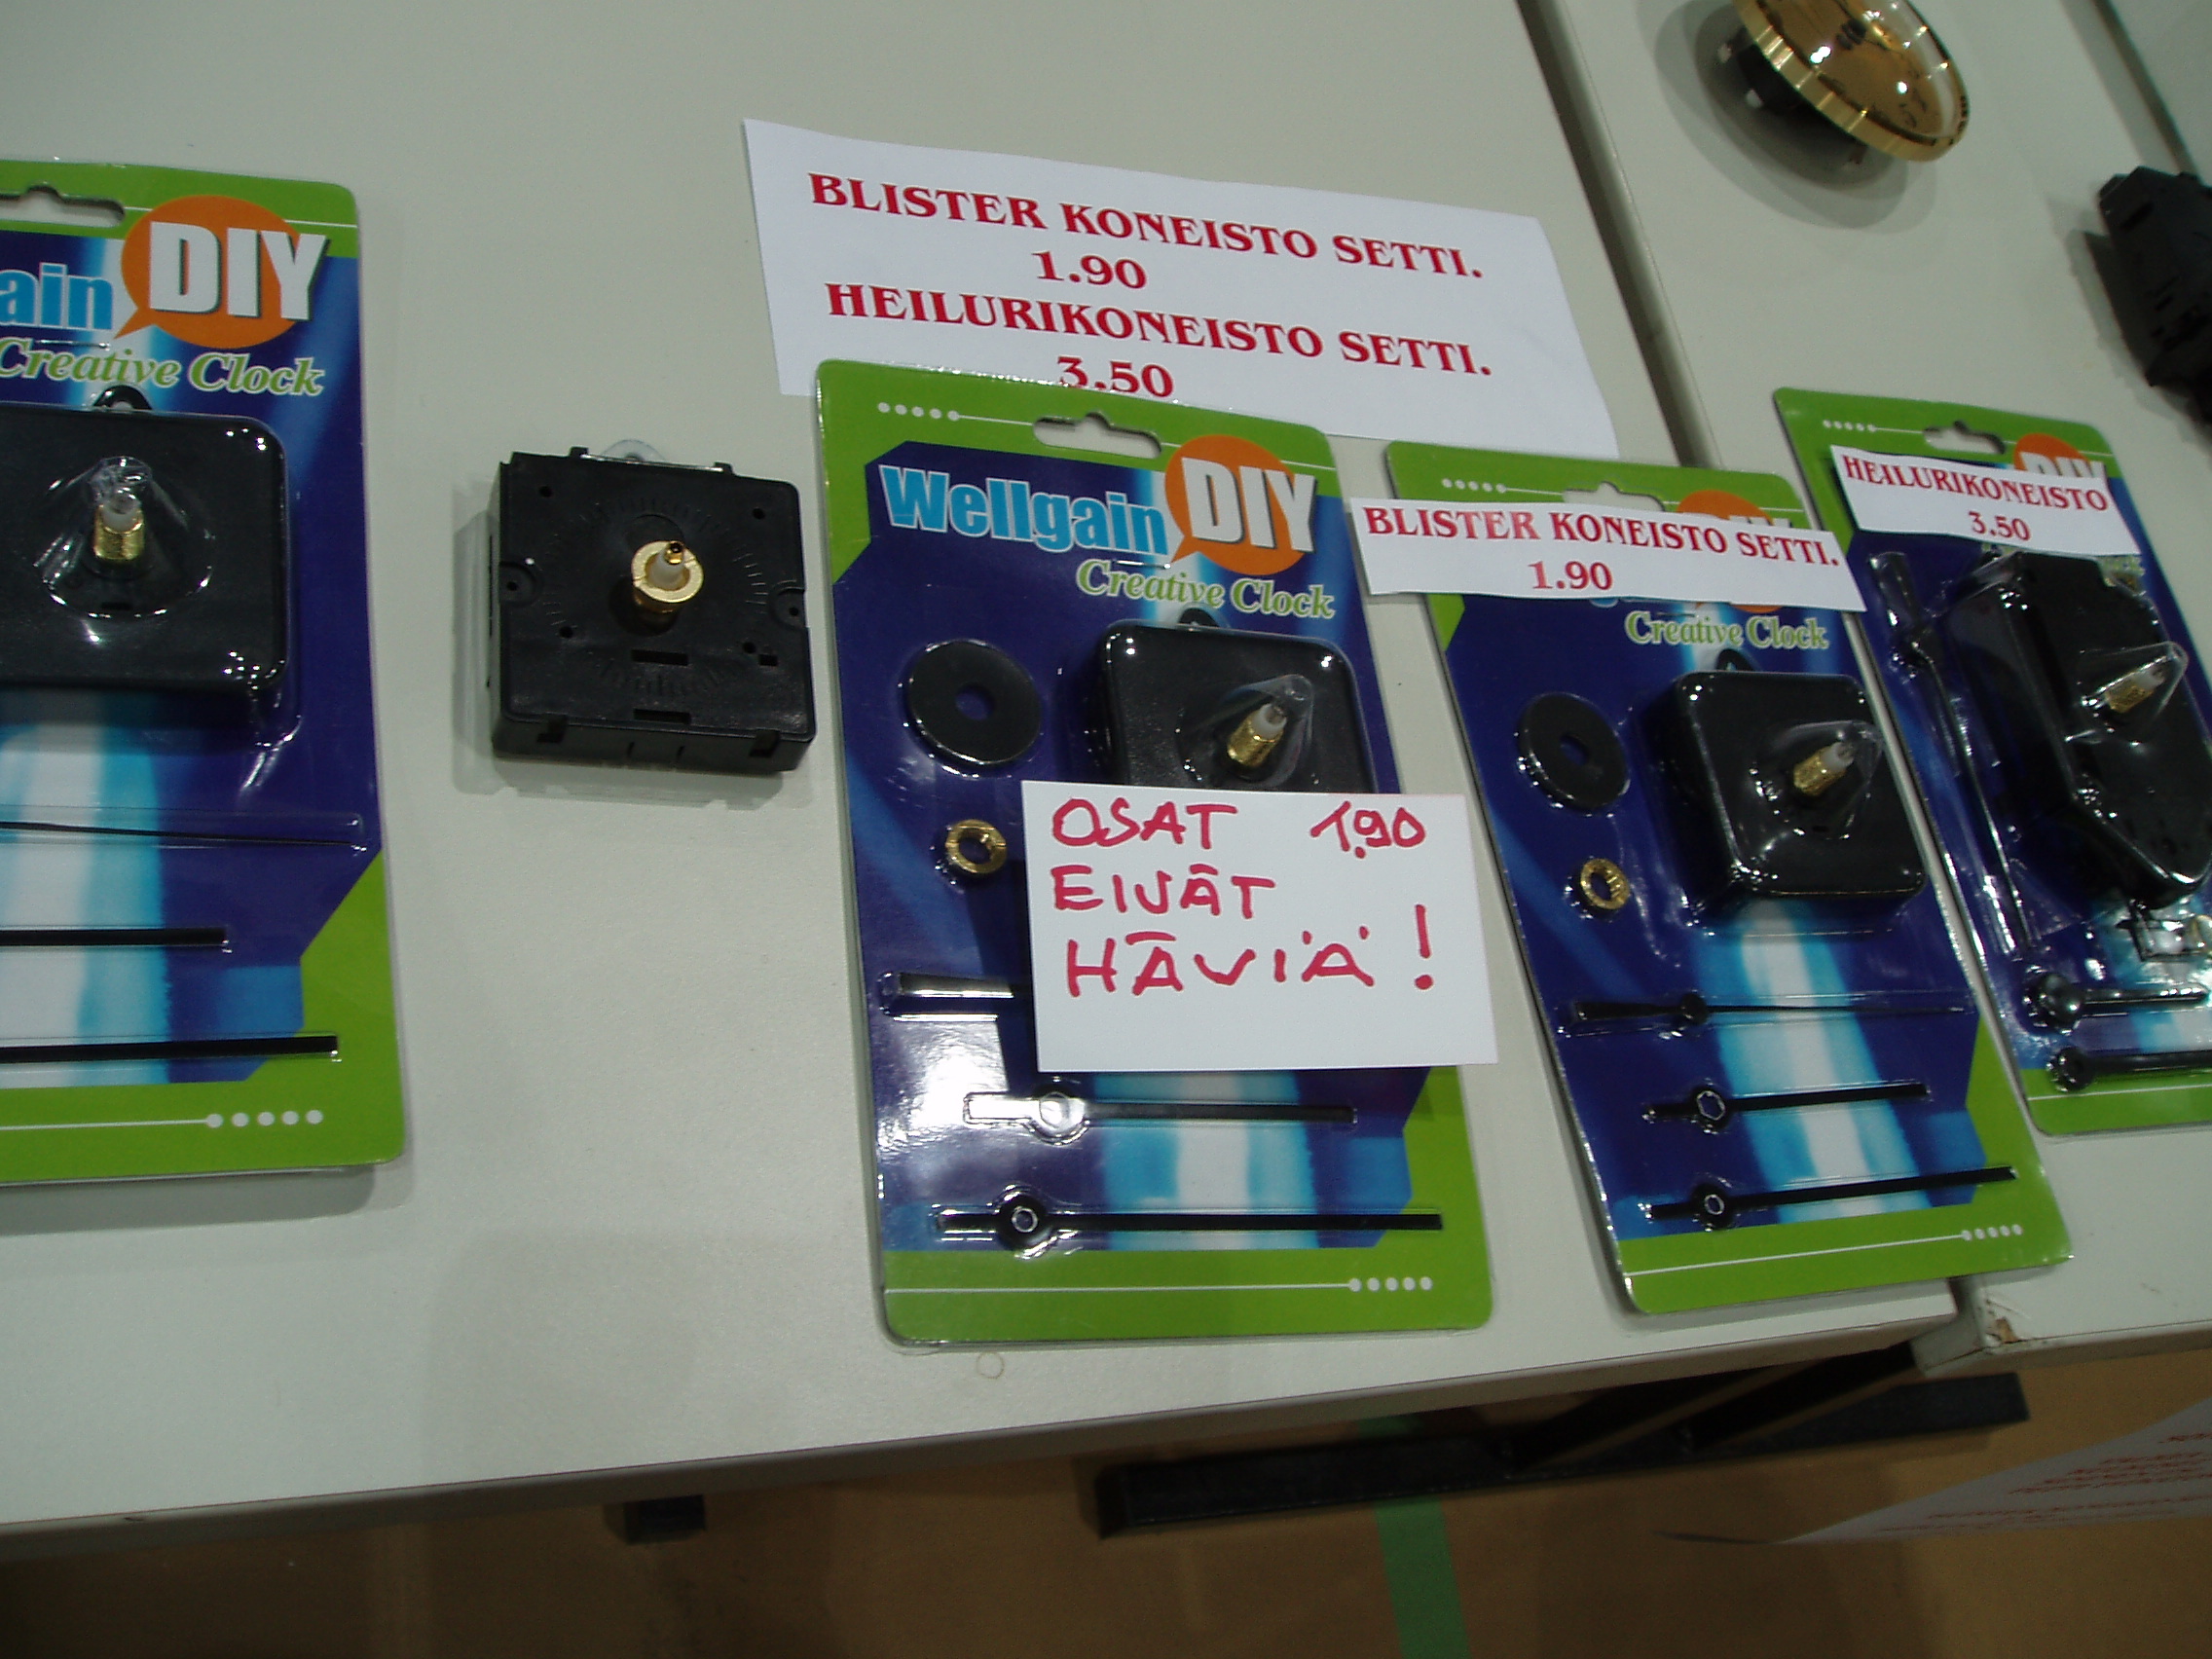 BLISTER KONEISTO SETTI.
1.90
HEILURIKONEISTO SETTI.
3.50
ain DIY
Creative Clock
Wellgain DIY
Creative Clock
OSAT 1.90
EIVÄT
HÄVIÄ!
BLISTER KONEISTO SETTI.
1.90
Creative Clock
HEILURIKONEISTO
3.50